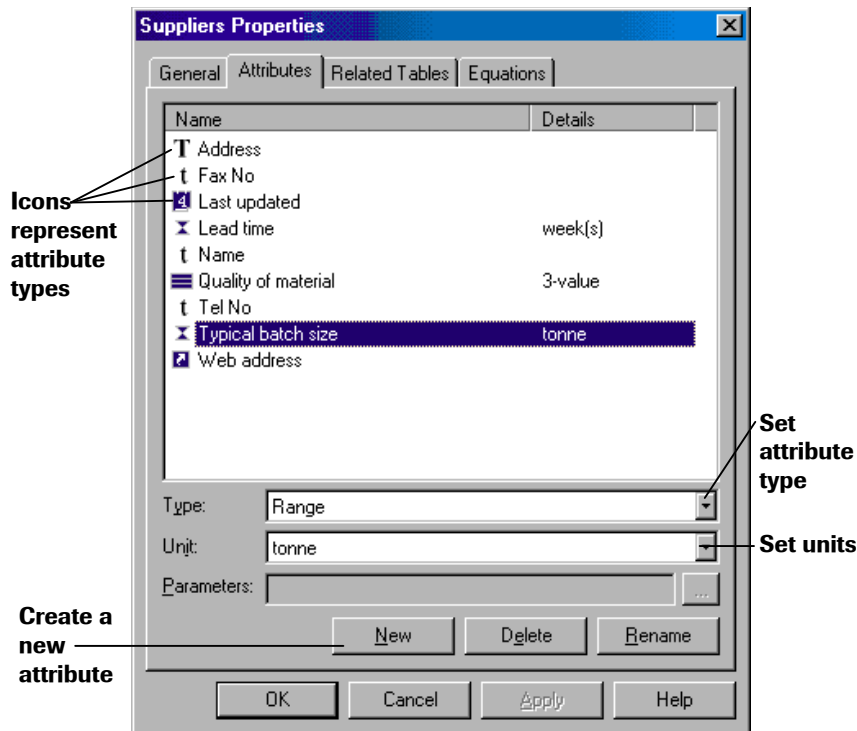 Suppliers Properties
General Attributes Related Tables Equations
Name Details
T Address
t Fax No
4 Last updated
Lead time week(s)
t Name
Quality of material 3-value
t Tel No
Typical batch size tonne
Web address
Icons
represent
attribute
types
Set
attribute
type
Type: Range
Unit: tonne
Set units
Parameters: ...
Create a
new
attribute
New Delete Rename
OK Cancel Apply Help